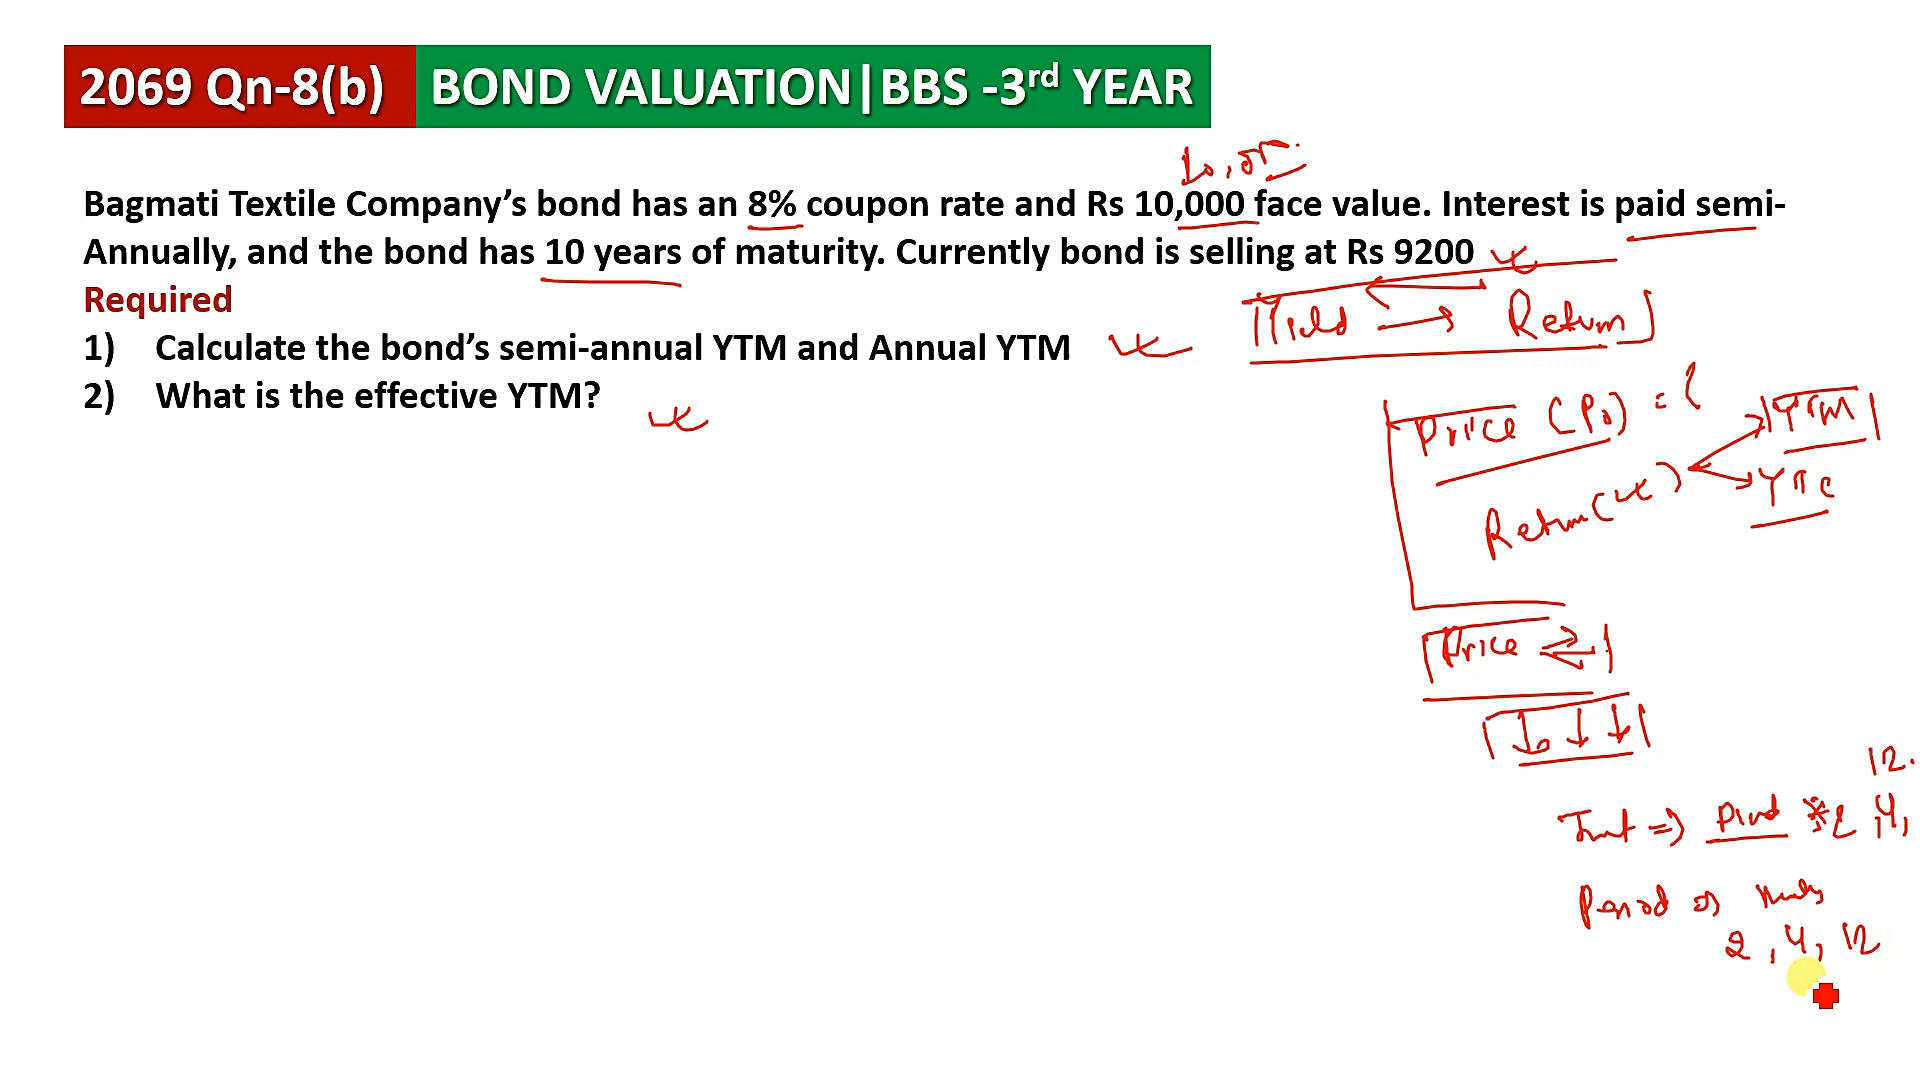 2069 Qn-8(b) BOND VALUATION|BBS -3rd YEAR
Bagmati Textile Company’s bond has an 8% coupon rate and Rs 10,000 face value. Interest is paid semi-
Annually, and the bond has 10 years of maturity. Currently bond is selling at Rs 9200
Required
1) Calculate the bond’s semi-annual YTM and Annual YTM
2) What is the effective YTM?
Yield → Return
Price (P0) =
YTM
Return
YTC
Price
12.
4,
Period
2, 4, 12